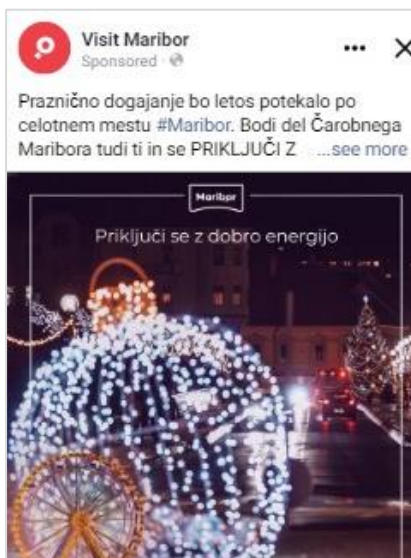 Visit Maribor
Sponsored ·
Praznično dogajanje bo letos potekalo po
celotnem mestu #Maribor. Bodi del Čarobnega
Maribora tudi ti in se PRIKLJUČI Z ...see more
Maribor
Priključi se z dobro energijo